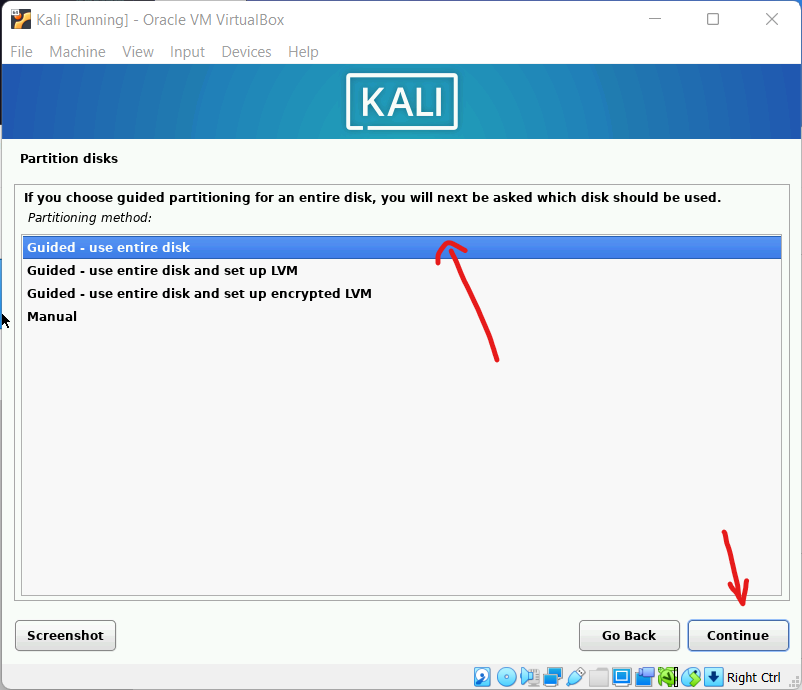 Kali [Running] - Oracle VM VirtualBox
File Machine View Input Devices Help
KALI
Partition disks
If you choose guided partitioning for an entire disk, you will next be asked which disk should be used.
Partitioning method:
Guided - use entire disk
Guided - use entire disk and set up LVM
Guided - use entire disk and set up encrypted LVM
Manual
Screenshot Go Back Continue
Right Ctrl